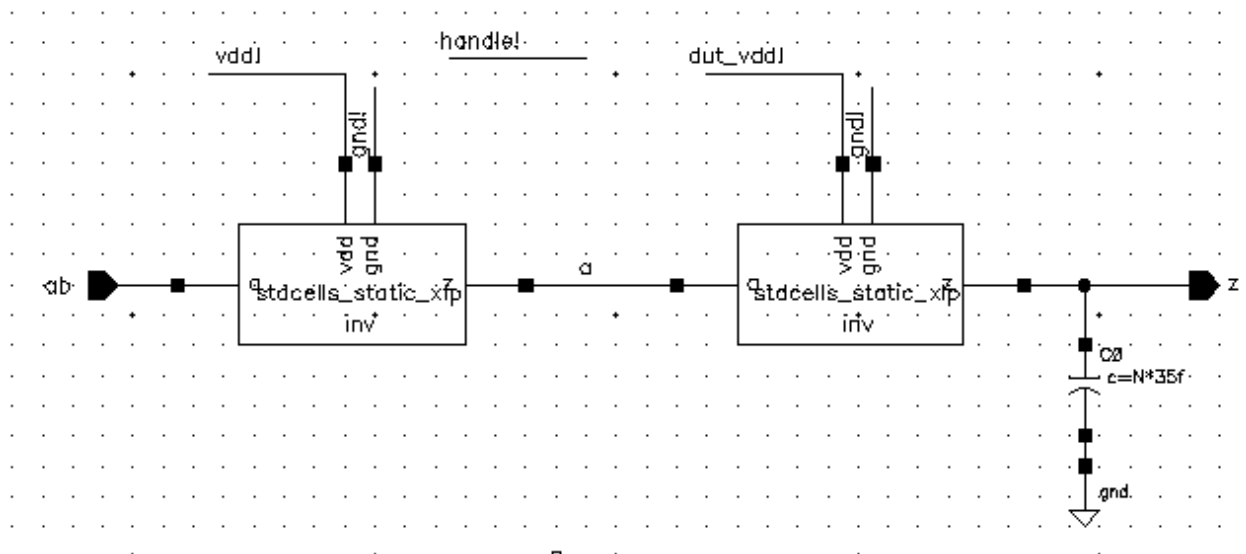 vdd!
handle!
dut_vdd!
gnd!
gnd!
vdd
gnd
vdd
gnd
ab
a
z
a
a
z
z
stdcells_static_xfp
stdcells_static_xfp
inv
inv
C0
c=N*35f
gnd